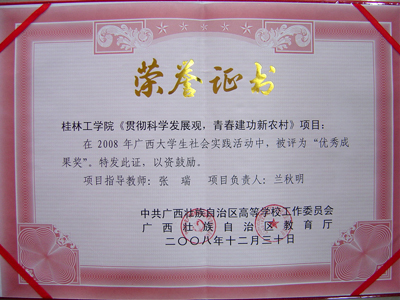 荣誉证书
桂林工学院《贯彻科学发展观，青春建功新农村》项目：
在 2008 年广西大学生社会实践活动中，被评为“优秀成
果奖”。特发此证，以资鼓励。
项目指导教师：张　瑞　　项目负责人：兰秋明
中共广西壮族自治区高等学校工作委员会
广西壮族自治区教育厅
二〇〇八年十二月三十日